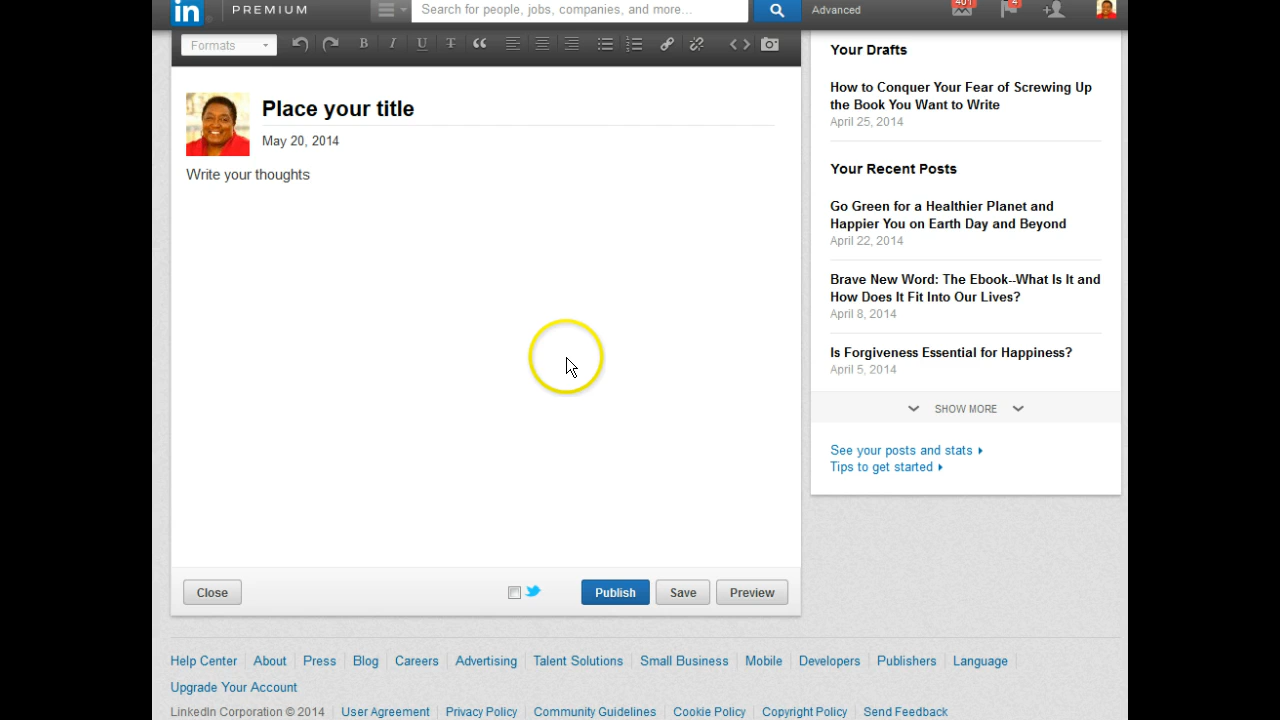 in PREMIUM Search for people, jobs, companies, and more... Advanced 401 4
Formats B I U T
Place your title
May 20, 2014
Write your thoughts
Close Publish Save Preview
Your Drafts
How to Conquer Your Fear of Screwing Up
the Book You Want to Write
April 25, 2014
Your Recent Posts
Go Green for a Healthier Planet and
Happier You on Earth Day and Beyond
April 22, 2014
Brave New Word: The Ebook--What Is It and
How Does It Fit Into Our Lives?
April 8, 2014
Is Forgiveness Essential for Happiness?
April 5, 2014
SHOW MORE
See your posts and stats
Tips to get started
Help Center About Press Blog Careers Advertising Talent Solutions Small Business Mobile Developers Publishers Language
Upgrade Your Account
LinkedIn Corporation © 2014 User Agreement Privacy Policy Community Guidelines Cookie Policy Copyright Policy Send Feedback